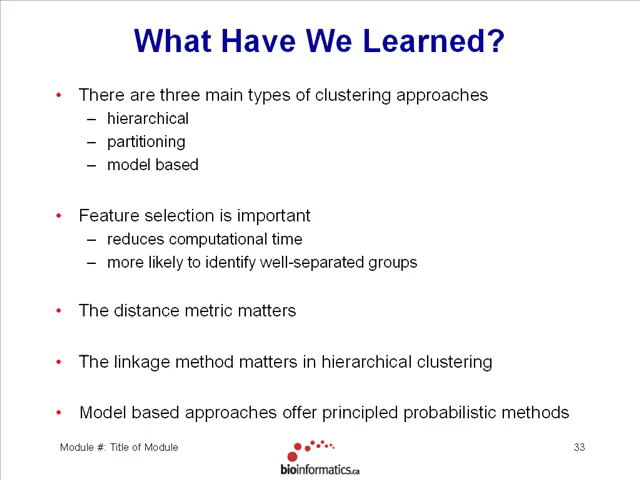 What Have We Learned?
• There are three main types of clustering approaches
– hierarchical
– partitioning
– model based
• Feature selection is important
– reduces computational time
– more likely to identify well-separated groups
• The distance metric matters
• The linkage method matters in hierarchical clustering
• Model based approaches offer principled probabilistic methods
Module #: Title of Module
bioinformatics.ca
33